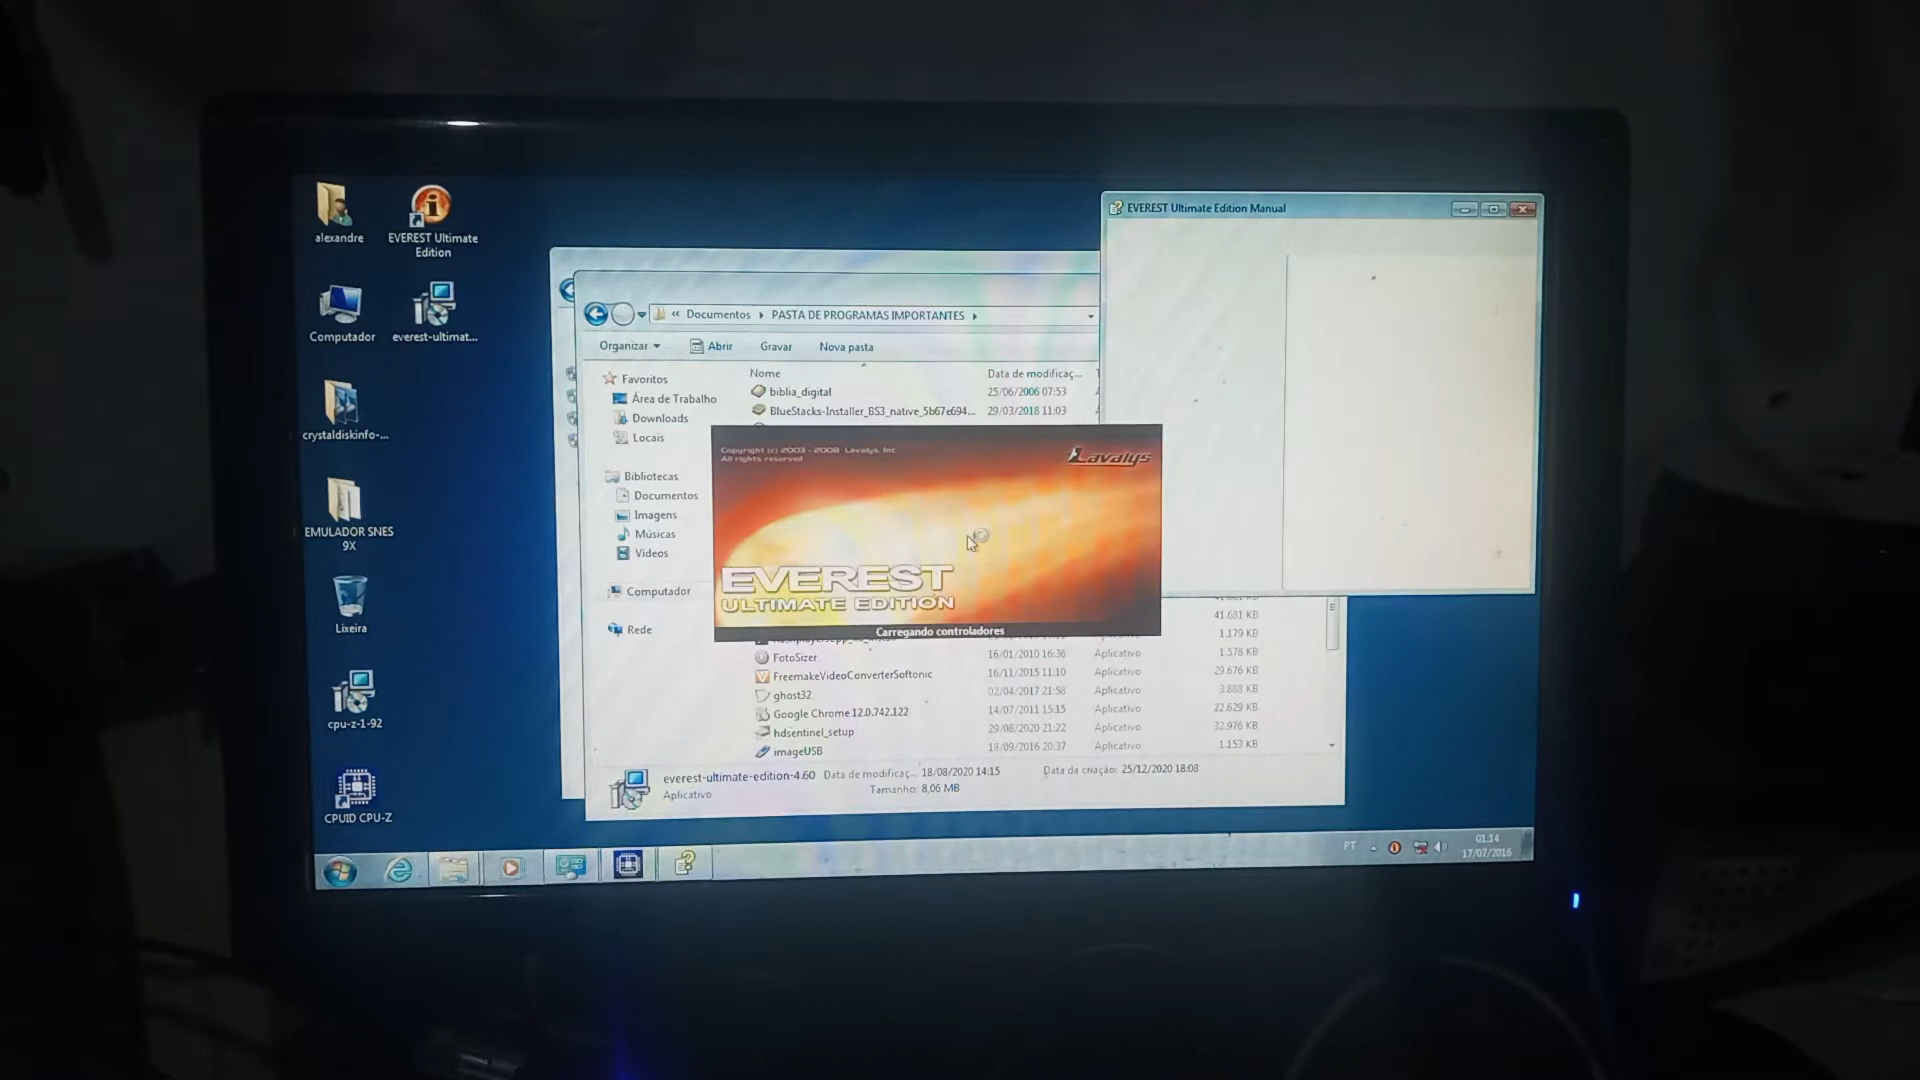 alexandre
EVEREST Ultimate
Edition
Computador
everest-ultimat...
crystaldiskinfo-...
EMULADOR SNES
9X
Lixeira
cpu-z-1-92
CPUID CPU-Z
EVEREST Ultimate Edition Manual
« Documentos ▸ PASTA DE PROGRAMAS IMPORTANTES ▸
Organizar Abrir Gravar Nova pasta
Favoritos
Área de Trabalho
Downloads
Locais
Bibliotecas
Documentos
Imagens
Músicas
Vídeos
Computador
Rede
Nome Data de modificaç...
biblia_digital 25/06/2006 07:53
BlueStacks-Installer_BS3_native_5b67e694... 29/03/2018 11:03
Copyright (c) 2003 - 2008 Lavalys, Inc
All rights reserved
Lavalys
EVEREST
ULTIMATE EDITION
Carregando controladores
41.681 KB
1.179 KB
FotoSizer 16/01/2010 16:36 Aplicativo 1.578 KB
FreemakeVideoConverterSoftonic 16/11/2015 11:10 Aplicativo 29.676 KB
ghost32 02/04/2017 21:58 Aplicativo 3.888 KB
Google Chrome 12.0.742.122 14/07/2011 15:15 Aplicativo 22.629 KB
hdsentinel_setup 29/08/2020 21:22 Aplicativo 32.976 KB
imageUSB 18/09/2016 20:37 Aplicativo 1.153 KB
everest-ultimate-edition-4.60 Data de modificaç... 18/08/2020 14:15 Data da criação: 25/12/2020 18:08
Aplicativo Tamanho: 8,06 MB
PT
01:14
17/07/2016